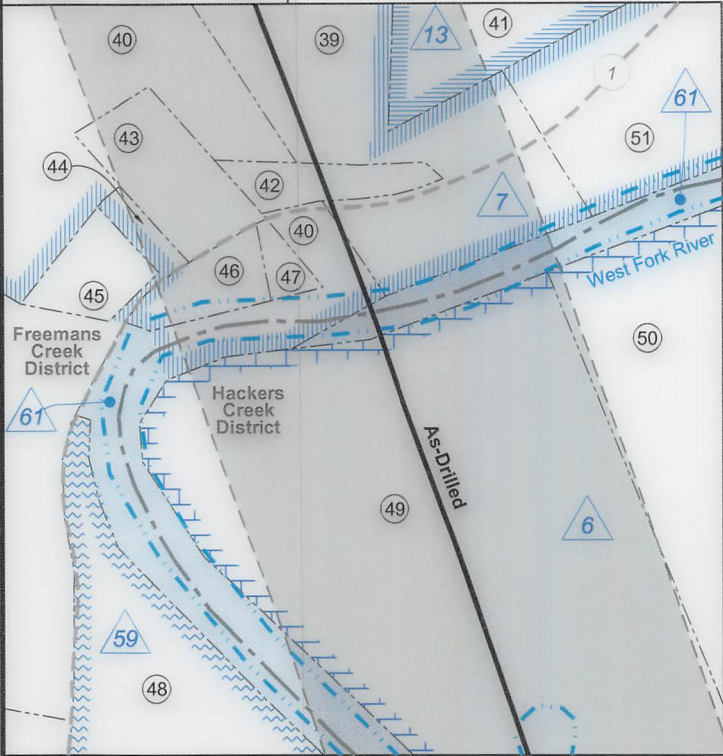 40
39
13
41
1
61
43
51
44
42
7
40
46
47
West Fork River
45
50
Freemans
Creek
District
61
Hackers
Creek
District
As-Drilled
49
6
59
48